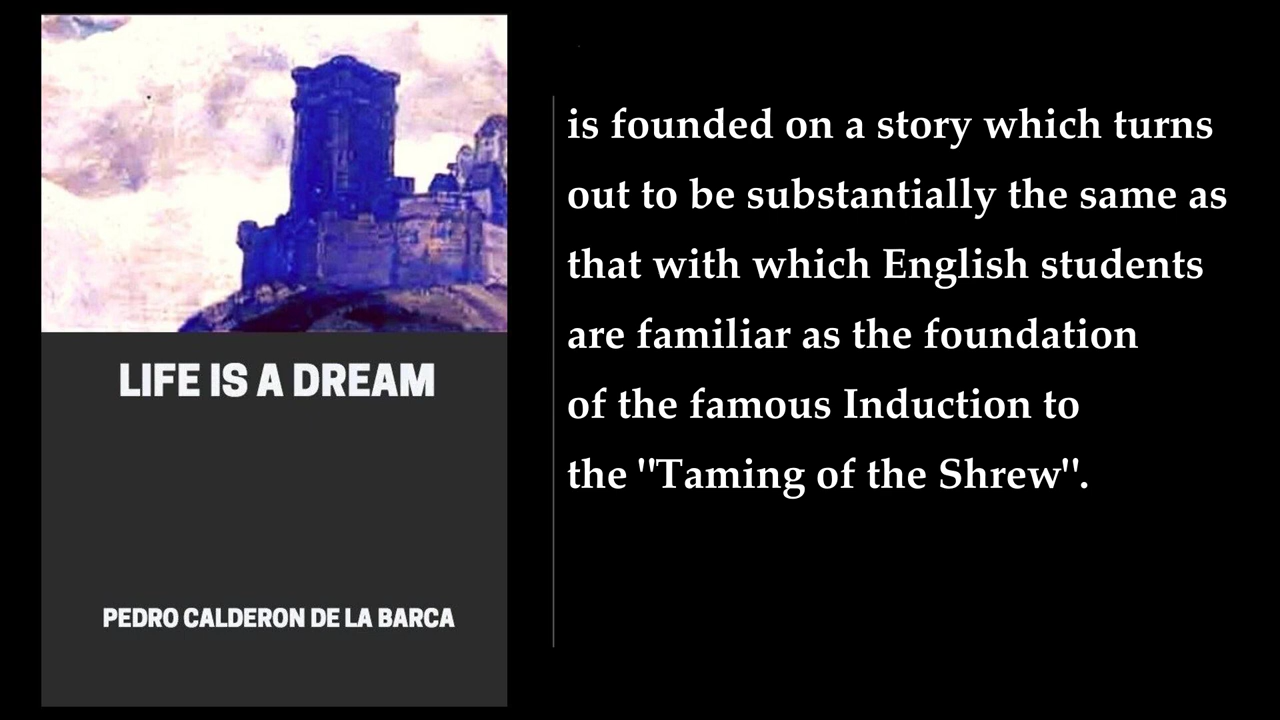 LIFE IS A DREAM
PEDRO CALDERON DE LA BARCA
is founded on a story which turns
out to be substantially the same as
that with which English students
are familiar as the foundation
of the famous Induction to
the "Taming of the Shrew".